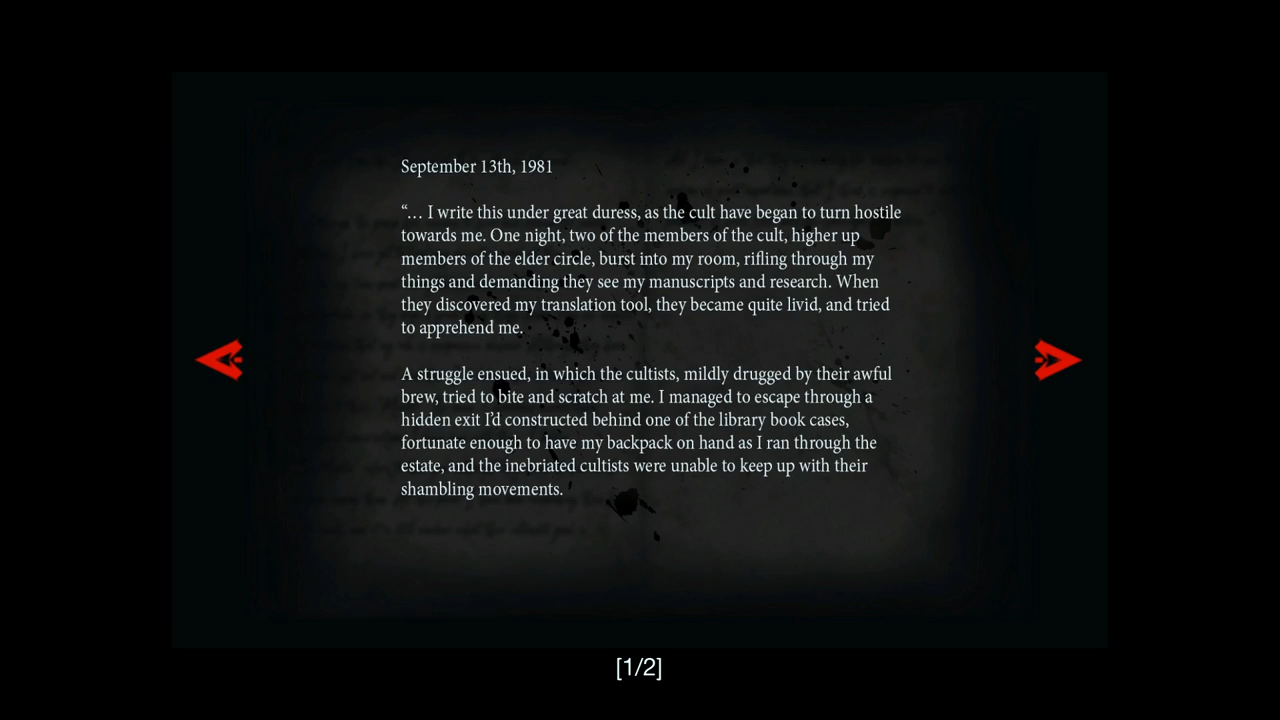 September 13th, 1981
“… I write this under great duress, as the cult have began to turn hostile
towards me. One night, two of the members of the cult, higher up
members of the elder circle, burst into my room, rifling through my
things and demanding they see my manuscripts and research. When
they discovered my translation tool, they became quite livid, and tried
to apprehend me.
A struggle ensued, in which the cultists, mildly drugged by their awful
brew, tried to bite and scratch at me. I managed to escape through a
hidden exit I’d constructed behind one of the library book cases,
fortunate enough to have my backpack on hand as I ran through the
estate, and the inebriated cultists were unable to keep up with their
shambling movements.
[1/2]